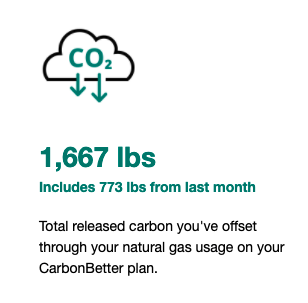 CO₂
1,667 lbs
Includes 773 lbs from last month
Total released carbon you've offset
through your natural gas usage on your
CarbonBetter plan.